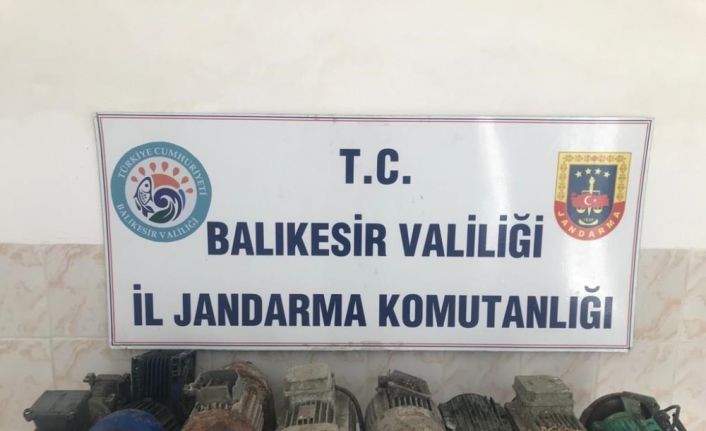 T.C.
BALIKESİR VALİLİĞİ
İL JANDARMA KOMUTANLIĞI
TÜRKİYE CUMHURİYETİ
BALIKESİR VALİLİĞİ
JANDARMA